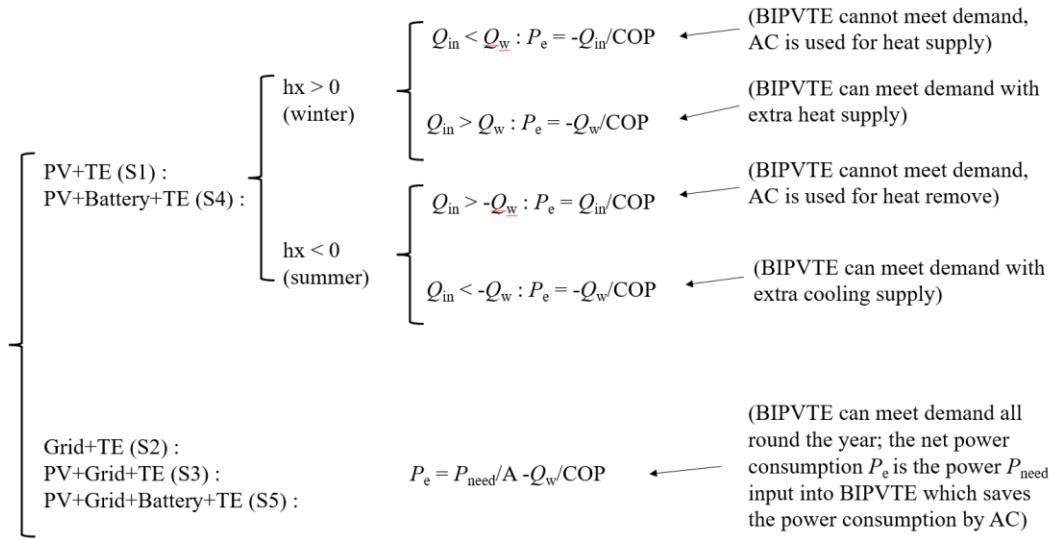 (BIPVTE cannot meet demand,
AC is used for heat supply)
Qin < Qw : Pe = -Qin/COP
hx > 0
(winter)
(BIPVTE can meet demand with
extra heat supply)
Qin > Qw : Pe = -Qw/COP
PV+TE (S1) :
PV+Battery+TE (S4) :
(BIPVTE cannot meet demand,
AC is used for heat remove)
Qin > -Qw : Pe = Qin/COP
hx < 0
(summer)
(BIPVTE can meet demand with
extra cooling supply)
Qin < -Qw : Pe = -Qw/COP
Grid+TE (S2) :
PV+Grid+TE (S3) :
PV+Grid+Battery+TE (S5) :
Pe = Pneed/A -Qw/COP
(BIPVTE can meet demand all
round the year; the net power
consumption Pe is the power Pneed
input into BIPVTE which saves
the power consumption by AC)